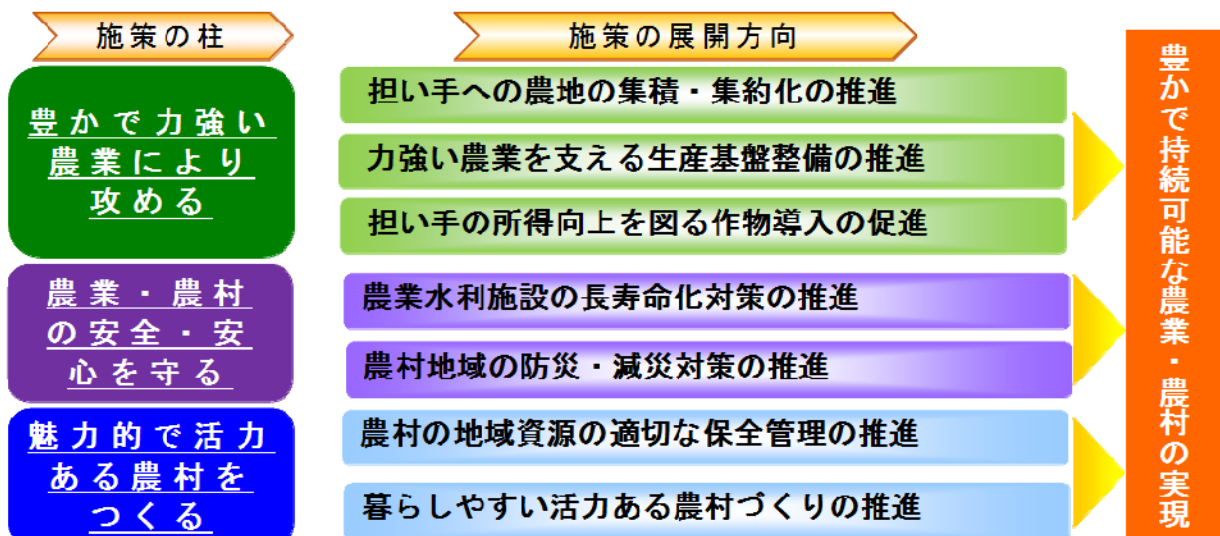 施策の柱
施策の展開方向
豊かで力強い
農業により
攻める
担い手への農地の集積・集約化の推進
力強い農業を支える生産基盤整備の推進
担い手の所得向上を図る作物導入の促進
農業・農村
の安全・安
心を守る
農業水利施設の長寿命化対策の推進
農村地域の防災・減災対策の推進
魅力的で活力
ある農村を
つくる
農村の地域資源の適切な保全管理の推進
暮らしやすい活力ある農村づくりの推進
豊かで持続可能な農業・農村の実現